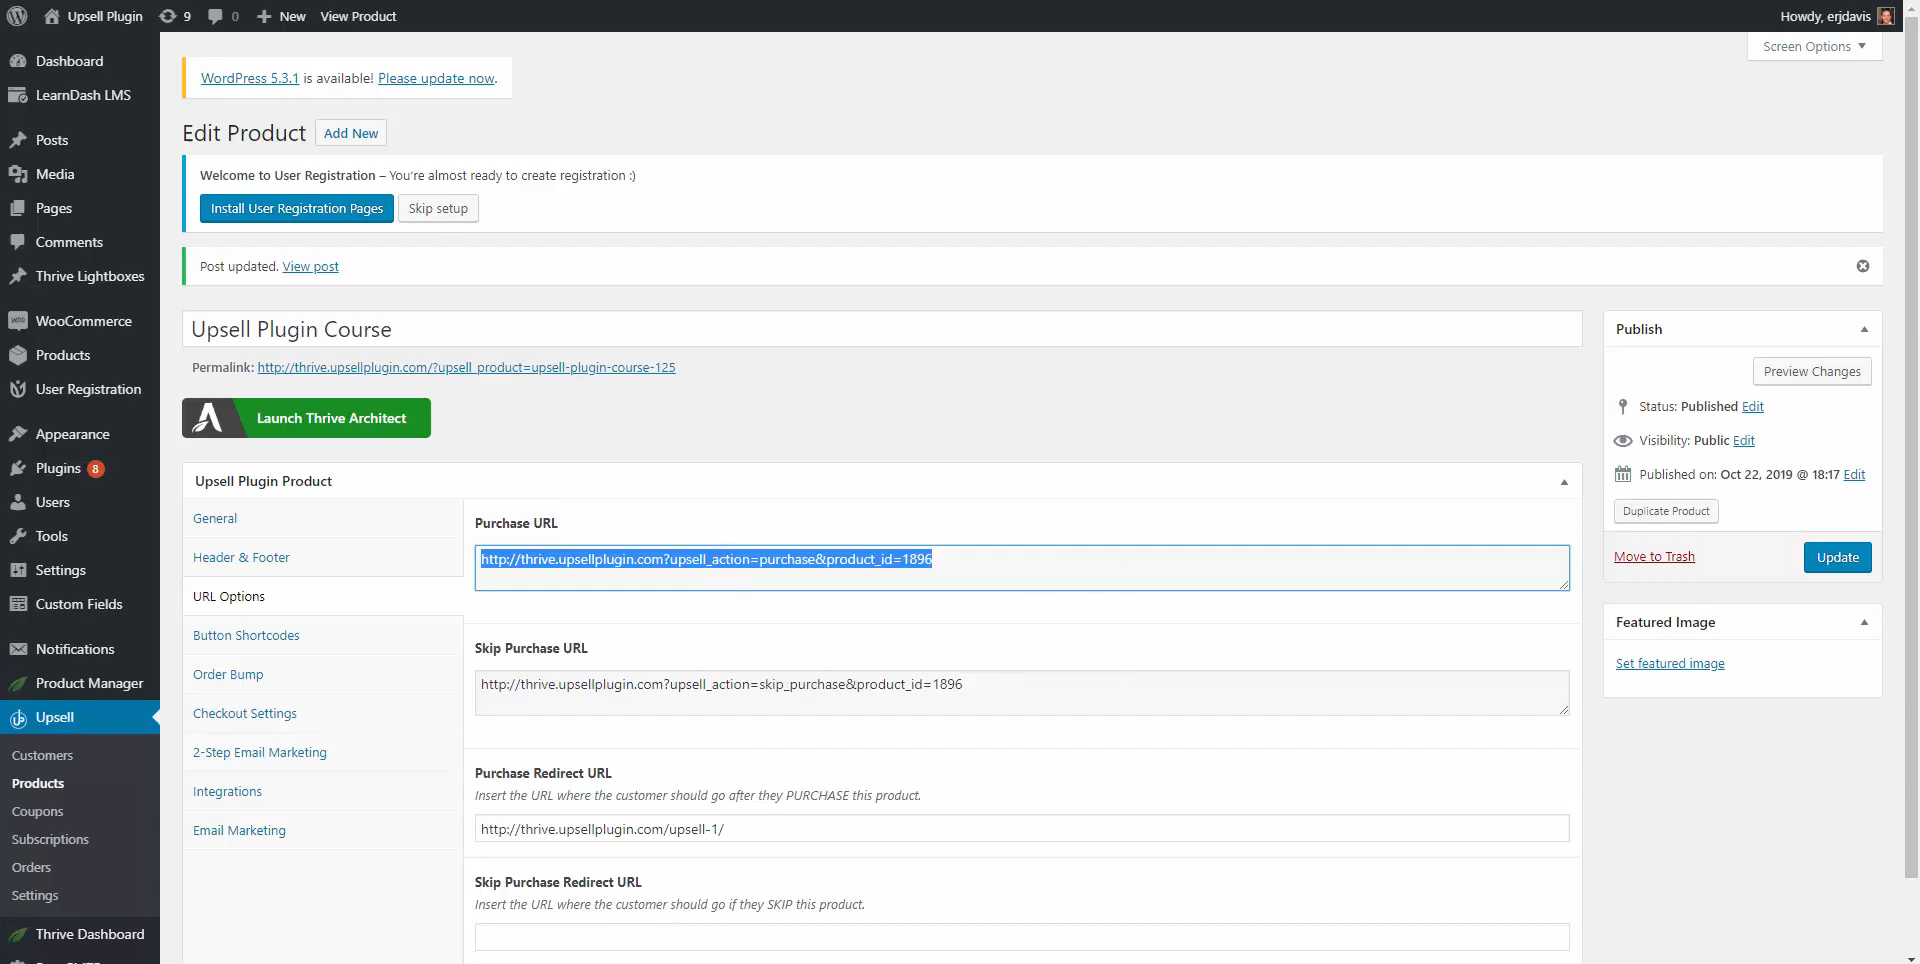 Upsell Plugin
9
0
New
View Product
Howdy, erjdavis
Screen Options
Dashboard
LearnDash LMS
Posts
Media
Pages
Comments
Thrive Lightboxes
WooCommerce
Products
User Registration
Appearance
Plugins 8
Users
Tools
Settings
Custom Fields
Notifications
Product Manager
Upsell
Customers
Products
Coupons
Subscriptions
Orders
Settings
Thrive Dashboard
WordPress 5.3.1 is available! Please update now.
Edit Product
Add New
Welcome to User Registration – You're almost ready to create registration :)
Install User Registration Pages
Skip setup
Post updated. View post
Upsell Plugin Course
Permalink: http://thrive.upsellplugin.com/?upsell_product=upsell-plugin-course-125
Launch Thrive Architect
Upsell Plugin Product
General
Header & Footer
URL Options
Button Shortcodes
Order Bump
Checkout Settings
2-Step Email Marketing
Integrations
Email Marketing
Purchase URL
http://thrive.upsellplugin.com?upsell_action=purchase&product_id=1896
Skip Purchase URL
http://thrive.upsellplugin.com?upsell_action=skip_purchase&product_id=1896
Purchase Redirect URL
Insert the URL where the customer should go after they PURCHASE this product.
http://thrive.upsellplugin.com/upsell-1/
Skip Purchase Redirect URL
Insert the URL where the customer should go if they SKIP this product.
Publish
Preview Changes
Status: Published Edit
Visibility: Public Edit
Published on: Oct 22, 2019 @ 18:17 Edit
Duplicate Product
Move to Trash
Update
Featured Image
Set featured image